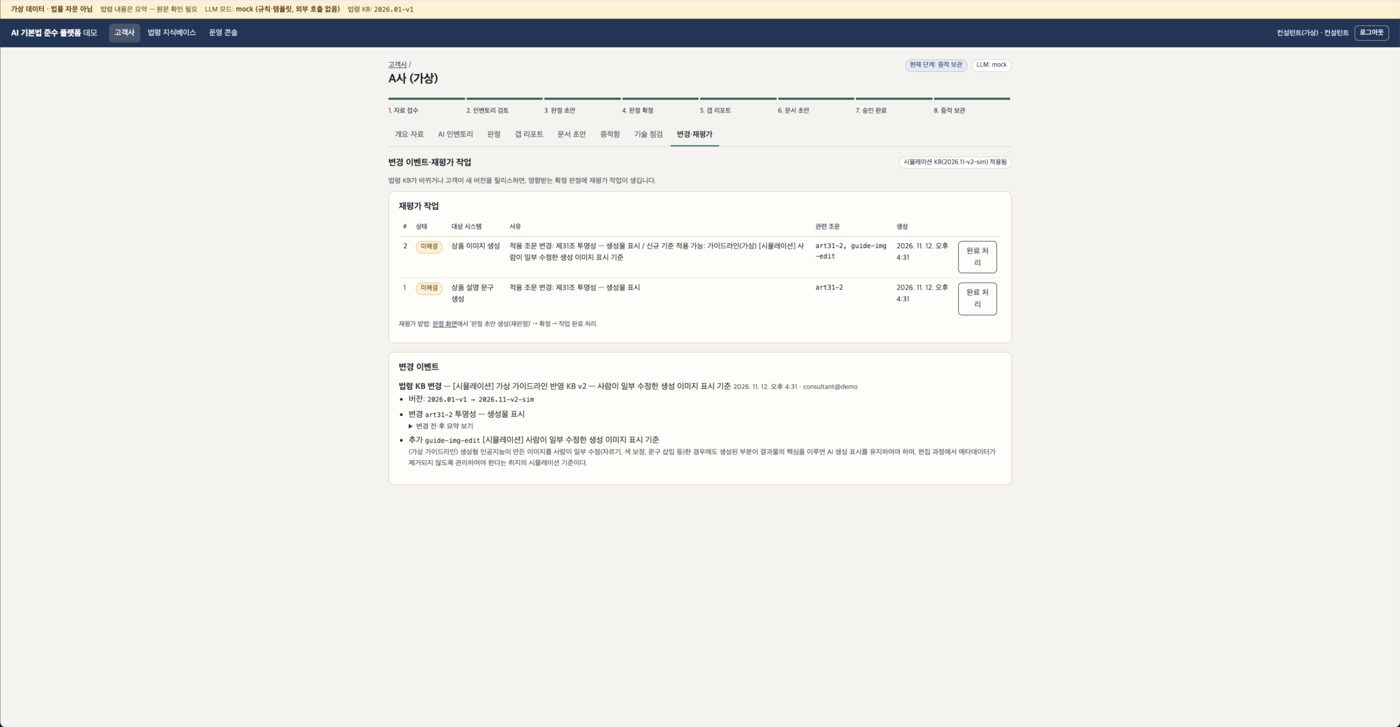 가상 데이터 · 법률 자문 아님 법령 내용은 요약 — 원문 확인 필요 LLM 모드: mock (규칙·템플릿, 외부 호출 없음) 법령 KB: 2026.01-v1
AI 기본법 준수 플랫폼 데모 고객사 법령 지식베이스 운영 콘솔 컨설턴트(가상) · 컨설턴트 로그아웃
고객사 /
A사 (가상)
현재 단계: 증적 보관 LLM: mock
1. 자료 접수 2. 인벤토리 검토 3. 판정 초안 4. 판정 확정 5. 갭 리포트 6. 문서 초안 7. 승인 완료 8. 증적 보관
개요·자료 AI 인벤토리 판정 갭 리포트 문서 초안 증적함 기술 점검 변경·재평가
변경 이벤트·재평가 작업 시뮬레이션 KB(2026.11-v2-sim) 적용됨
법령 KB가 바뀌거나 고객이 새 버전을 릴리스하면, 영향받는 확정 판정에 재평가 작업이 생깁니다.
재평가 작업
# 상태 대상 시스템 사유 관련 조문 생성
2 미해결 상품 이미지 생성 적용 조문 변경: 제31조 투명성 — 생성물 표시 / 신규 기준 적용 가능: 가이드라인(가상) [시뮬레이션] 사 art31-2, guide-img 2026. 11. 12. 오후 완료 처
람이 일부 수정한 생성 이미지 표시 기준 -edit 4:31 리
1 미해결 상품 설명 문구 적용 조문 변경: 제31조 투명성 — 생성물 표시 art31-2 2026. 11. 12. 오후 완료 처
생성 4:31 리
재평가 방법: 판정 화면에서 '판정 초안 생성(재판정)' → 확정 → 작업 완료 처리.
변경 이벤트
법령 KB 변경 — [시뮬레이션] 가상 가이드라인 반영 KB v2 — 사람이 일부 수정한 생성 이미지 표시 기준 2026. 11. 12. 오후 4:31 · consultant@demo
• 버전: 2026.01-v1 → 2026.11-v2-sim
• 변경 art31-2 투명성 — 생성물 표시
▶ 변경 전·후 요약 보기
• 추가 guide-img-edit [시뮬레이션] 사람이 일부 수정한 생성 이미지 표시 기준
(가상 가이드라인) 생성형 인공지능이 만든 이미지를 사람이 일부 수정(자르기, 색 보정, 문구 삽입 등)한 경우에도 생성된 부분이 결과물의 핵심을 이루면 AI 생성 표시를 유지하여야 하며, 편집 과정에서 메타데이터가
제거되지 않도록 관리하여야 한다는 취지의 시뮬레이션 기준이다.